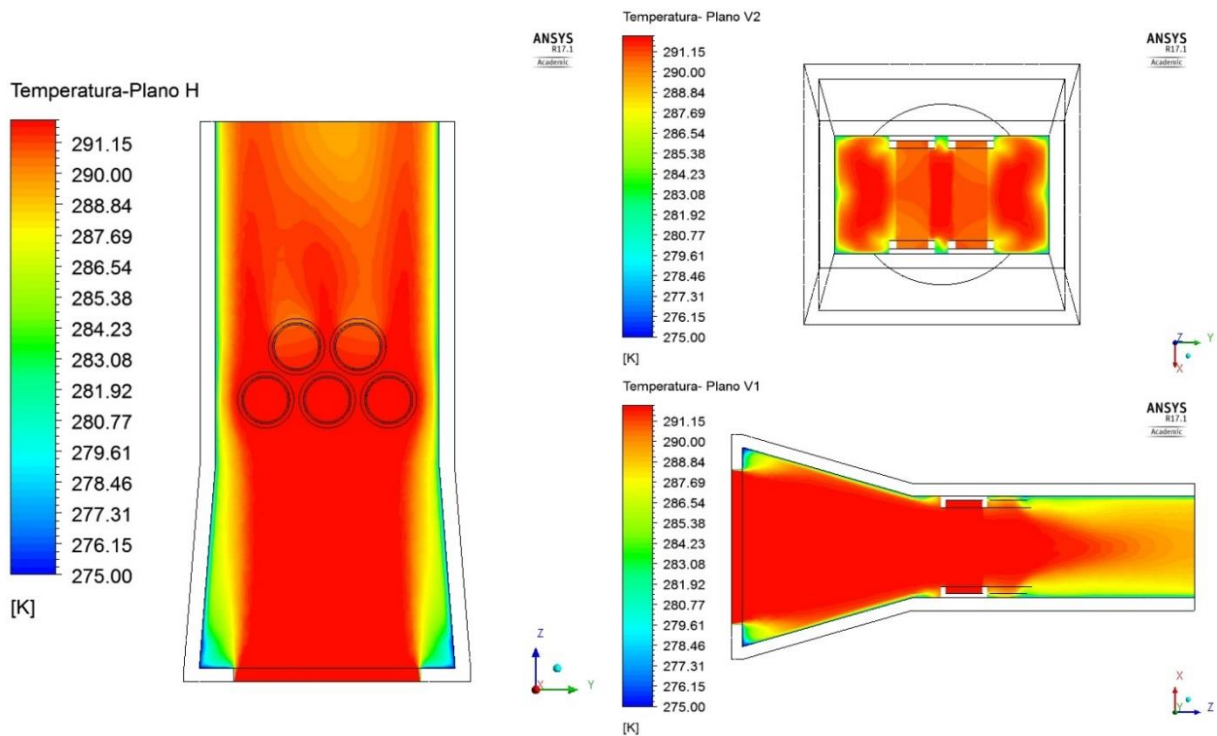 Temperatura-Plano H
291.15
290.00
288.84
287.69
286.54
285.38
284.23
283.08
281.92
280.77
279.61
278.46
277.31
276.15
275.00
[K]
ANSYS
R17.1
Academic
Z
X
Y
Temperatura- Plano V2
291.15
290.00
288.84
287.69
286.54
285.38
284.23
283.08
281.92
280.77
279.61
278.46
277.31
276.15
275.00
[K]
Z
Y
X
Temperatura- Plano V1
ANSYS
R17.1
Academic
291.15
290.00
288.84
287.69
286.54
285.38
284.23
283.08
281.92
280.77
279.61
278.46
277.31
276.15
275.00
[K]
ANSYS
R17.1
Academic
X
Y
Z